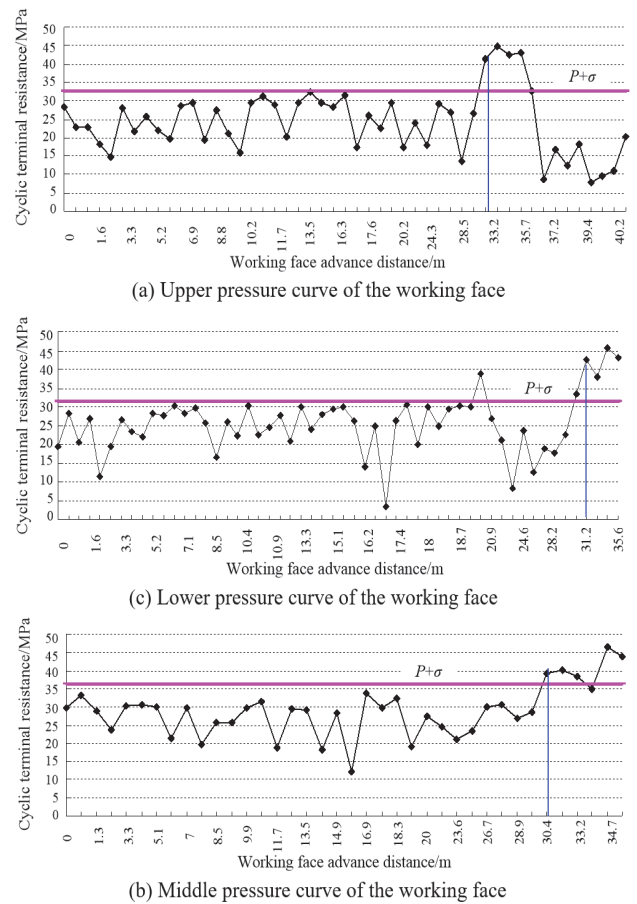 Cyclic terminal resistance/MPa
50
45
40
35
30
25
20
15
10
5
0
P+σ
0 1.6 3.3 5.2 6.9 8.8 10.2 11.7 13.5 16.3 17.6 20.2 24.3 28.5 33.2 35.7 37.2 39.4 40.2
Working face advance distance/m
(a) Upper pressure curve of the working face
Cyclic terminal resistance/MPa
50
45
40
35
30
25
20
15
10
5
0
P+σ
0 1.6 3.3 5.2 7.1 8.5 10.4 10.9 13.3 15.1 16.2 17.4 18 18.7 20.9 24.6 28.2 31.2 35.6
Working face advance distance/m
(c) Lower pressure curve of the working face
Cyclic terminal resistance/MPa
50
45
40
35
30
25
20
15
10
5
0
P+σ
0 1.3 3.3 5.1 7 8.5 9.9 11.7 13.5 14.9 16.9 18.3 20 23.6 26.7 28.9 30.4 33.2 34.7
Working face advance distance/m
(b) Middle pressure curve of the working face